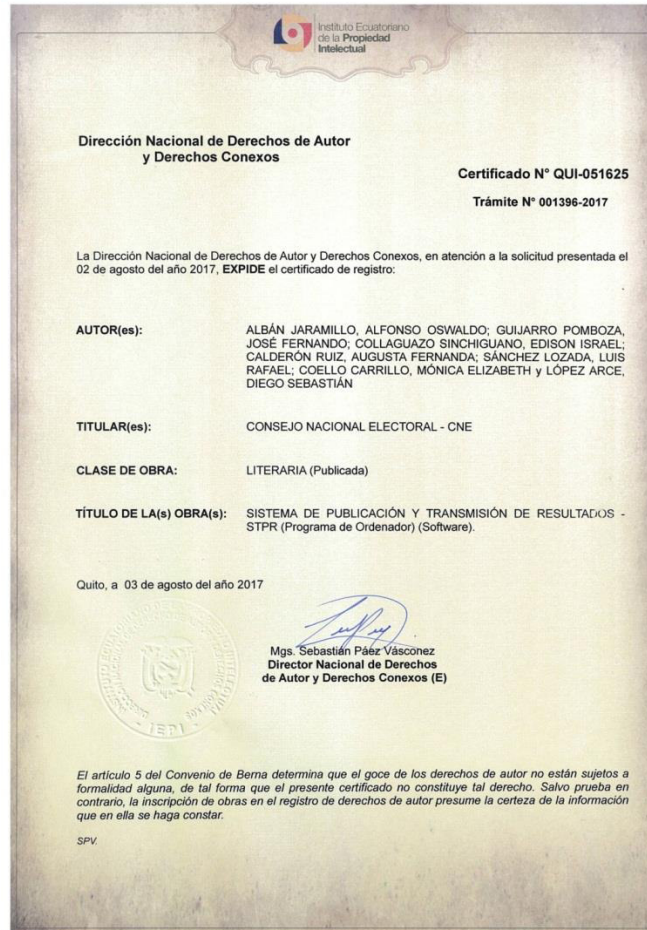 Instituto Ecuatoriano
de la Propiedad
Intelectual
Dirección Nacional de Derechos de Autor
y Derechos Conexos
Certificado N° QUI-051625
Trámite N° 001396-2017
La Dirección Nacional de Derechos de Autor y Derechos Conexos, en atención a la solicitud presentada el
02 de agosto del año 2017, EXPIDE el certificado de registro:
AUTOR(es): ALBÁN JARAMILLO, ALFONSO OSWALDO; GUIJARRO POMBOZA,
JOSÉ FERNANDO; COLLAGUAZO SINCHIGUANO, EDISON ISRAEL;
CALDERÓN RUIZ, AUGUSTA FERNANDA; SÁNCHEZ LOZADA, LUIS
RAFAEL; COELLO CARRILLO, MÓNICA ELIZABETH y LÓPEZ ARCE,
DIEGO SEBASTIÁN
TITULAR(es): CONSEJO NACIONAL ELECTORAL - CNE
CLASE DE OBRA: LITERARIA (Publicada)
TÍTULO DE LA(s) OBRA(s): SISTEMA DE PUBLICACIÓN Y TRANSMISIÓN DE RESULTADOS -
STPR (Programa de Ordenador) (Software).
Quito, a 03 de agosto del año 2017
Mgs. Sebastián Páez Vásconez
Director Nacional de Derechos
de Autor y Derechos Conexos (E)
IEPI
El artículo 5 del Convenio de Berna determina que el goce de los derechos de autor no están sujetos a
formalidad alguna, de tal forma que el presente certificado no constituye tal derecho. Salvo prueba en
contrario, la inscripción de obras en el registro de derechos de autor presume la certeza de la información
que en ella se haga constar.
SPV.